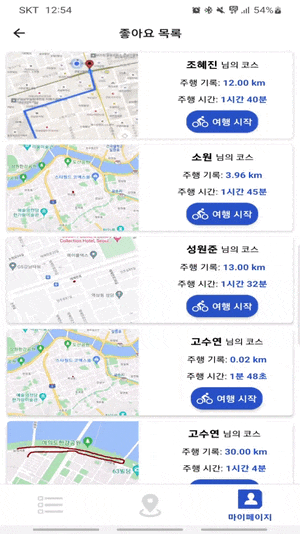 SKT 12:54
54%
좋아요 목록
조혜진 님의 코스
주행 기록: 12.00 km
주행 시간: 1시간 40분
여행 시작
소원 님의 코스
주행 기록: 3.96 km
주행 시간: 1시간 45분
여행 시작
성원준 님의 코스
주행 기록: 13.00 km
주행 시간: 1시간 32분
여행 시작
고수연 님의 코스
주행 기록: 0.02 km
주행 시간: 1분 48초
여행 시작
고수연 님의 코스
주행 기록: 30.00 km
주행 시간: 1시간 4분
63빌딩
마이페이지